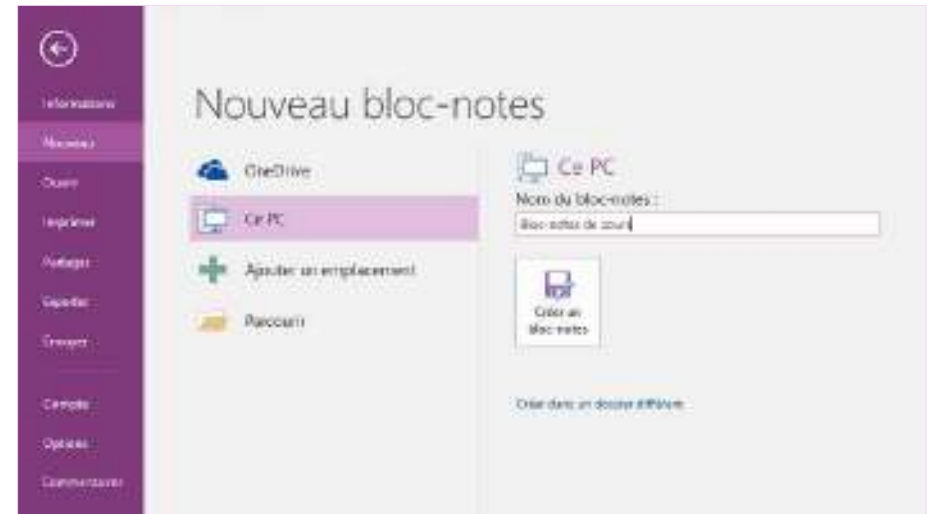 Informations
Nouveau
Ouvrir
Imprimer
Partager
Exporter
Envoyer
Compte
Options
Commentaires
Nouveau bloc-notes
OneDrive
Ce PC
Ajouter un emplacement
Parcourir
Ce PC
Nom du bloc-notes :
Bloc-notes de cours
Créer un
bloc-notes
Créer dans un dossier différent